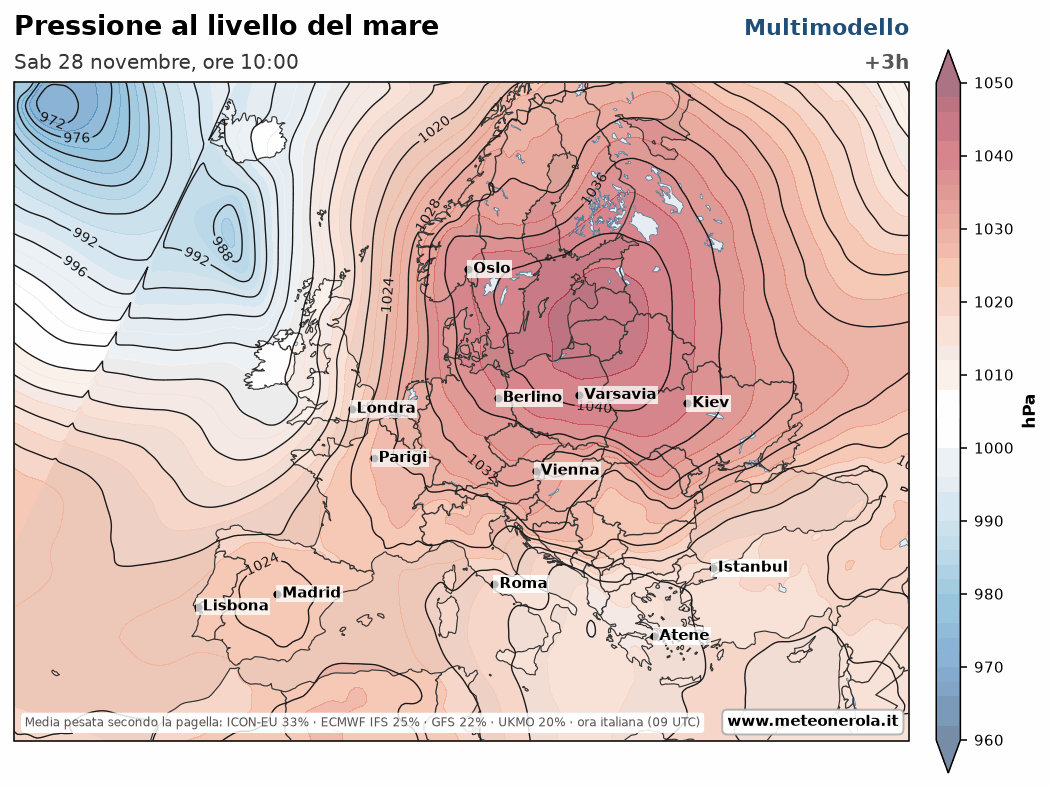 Pressione al livello del mare
Multimodello
Sab 28 novembre, ore 10:00
+3h
972
976
992
996
988
992
1020
1028
1024
1036
1040
1032
1024
Oslo
Berlino
Varsavia
Kiev
Londra
Parigi
Vienna
Roma
Istanbul
Madrid
Lisbona
Atene
1050
1040
1030
1020
1010
1000
990
980
970
960
hPa
Media pesata secondo la pagella: ICON-EU 33% · ECMWF IFS 25% · GFS 22% · UKMO 20% · ora italiana (09 UTC)
www.meteonerola.it